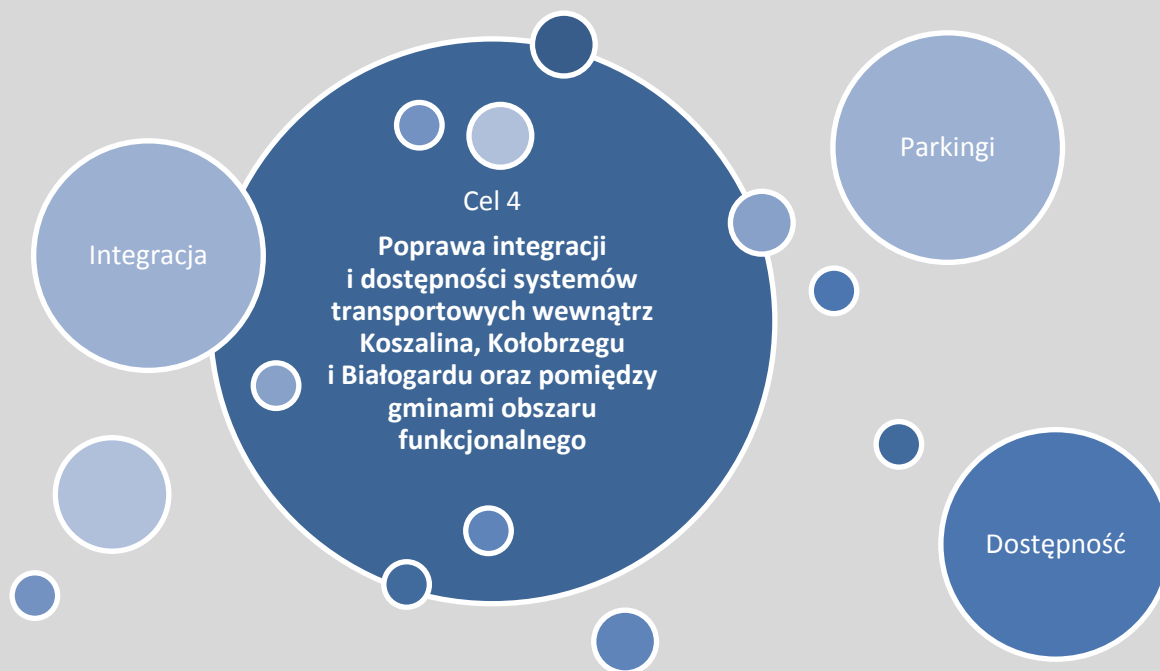 Parkingi
Integracja
Cel 4
Poprawa integracji
i dostępności systemów
transportowych wewnątrz
Koszalina, Kołobrzegu
i Białogardu oraz pomiędzy
gminami obszaru
funkcjonalnego
Dostępność